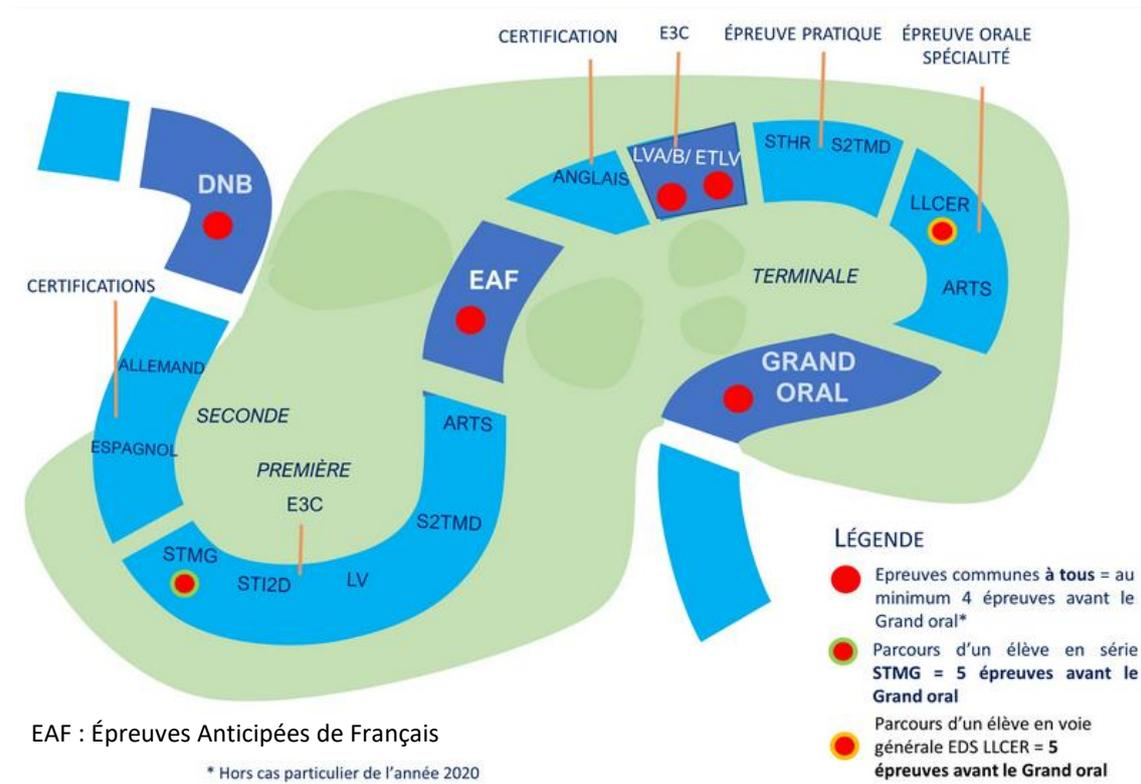 CERTIFICATION
E3C
ÉPREUVE PRATIQUE
ÉPREUVE ORALE
SPÉCIALITÉ
DNB
CERTIFICATIONS
ALLEMAND
ESPAGNOL
SECONDE
PREMIÈRE
E3C
STMG
STI2D
LV
S2TMD
ARTS
EAF
ANGLAIS
LVA/B/ ETLV
STHR S2TMD
LLCER
ARTS
TERMINALE
GRAND
ORAL
LÉGENDE
Epreuves communes à tous = au
minimum 4 épreuves avant le
Grand oral*
Parcours d'un élève en série
STMG = 5 épreuves avant le
Grand oral
Parcours d'un élève en voie
générale EDS LLCER = 5
épreuves avant le Grand oral
EAF : Épreuves Anticipées de Français
* Hors cas particulier de l'année 2020